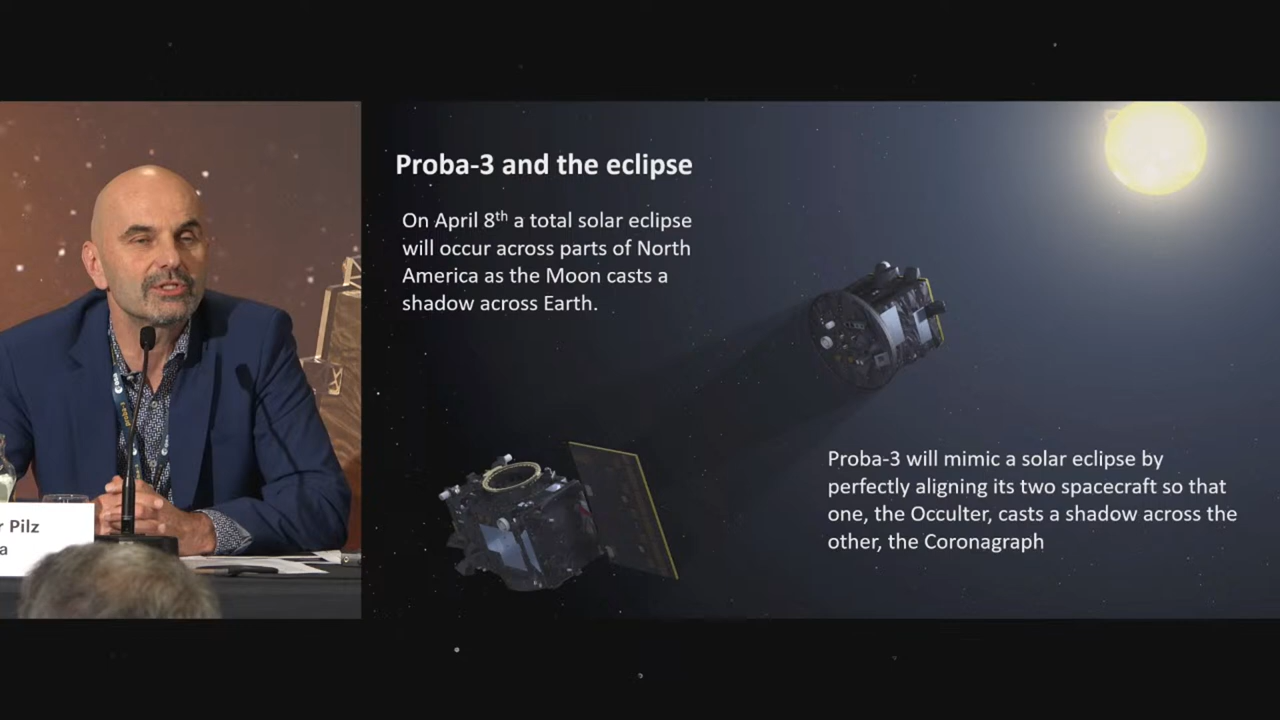 r Pilz
a
Proba-3 and the eclipse
On April 8th a total solar eclipse
will occur across parts of North
America as the Moon casts a
shadow across Earth.
Proba-3 will mimic a solar eclipse by
perfectly aligning its two spacecraft so that
one, the Occulter, casts a shadow across the
other, the Coronagraph